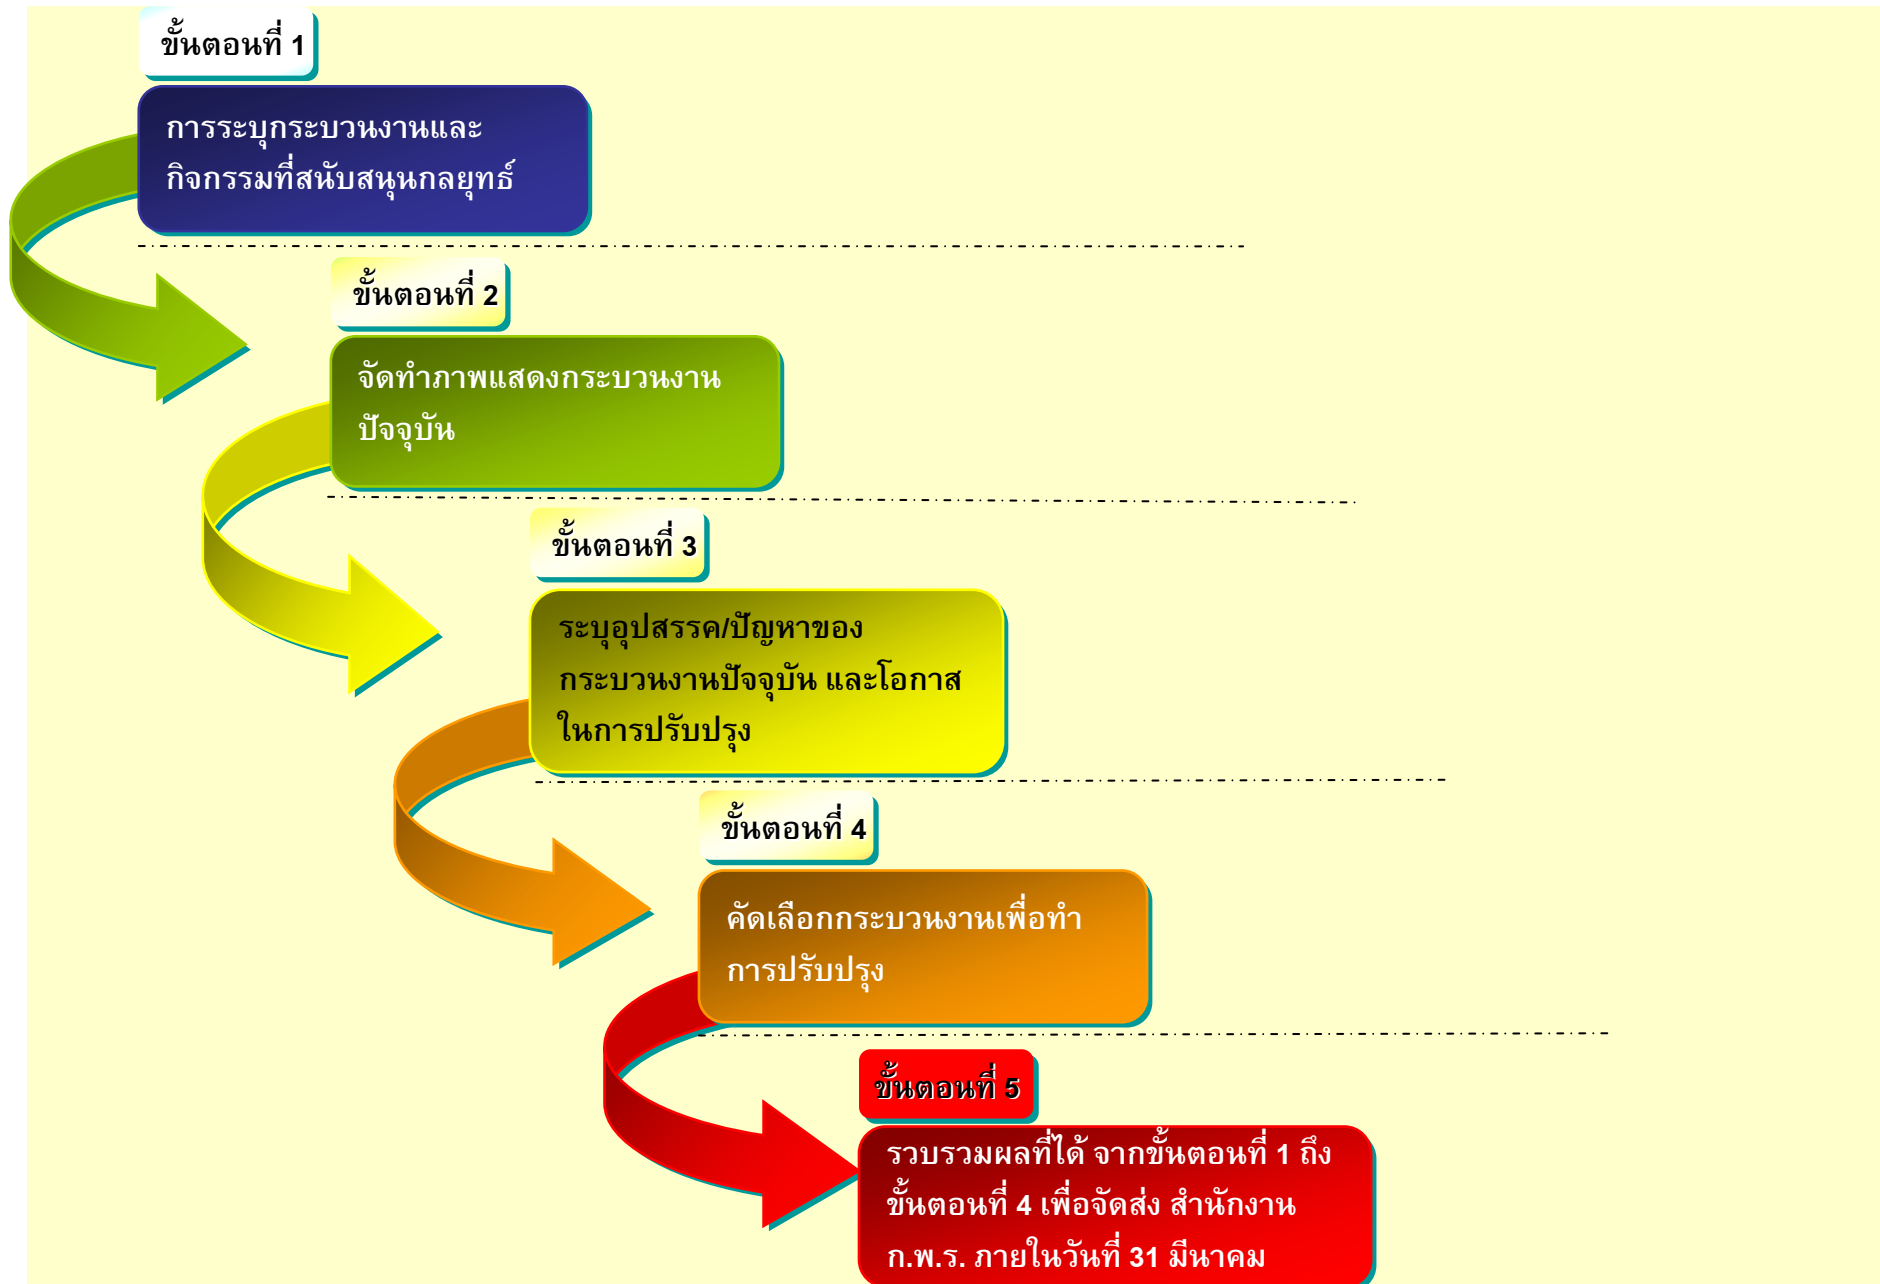 ขั้นตอนที่ 1
การระบุกระบวนงานและ
กิจกรรมที่สนับสนุนกลยุทธ์
ขั้นตอนที่ 2
จัดทำภาพแสดงกระบวนงาน
ปัจจุบัน
ขั้นตอนที่ 3
ระบุอุปสรรค/ปัญหาของ
กระบวนงานปัจจุบัน และโอกาส
ในการปรับปรุง
ขั้นตอนที่ 4
คัดเลือกกระบวนงานเพื่อทำ
การปรับปรุง
ขั้นตอนที่ 5
รวบรวมผลที่ได้ จากขั้นตอนที่ 1 ถึง
ขั้นตอนที่ 4 เพื่อจัดส่ง สำนักงาน
ก.พ.ร. ภายในวันที่ 31 มีนาคม